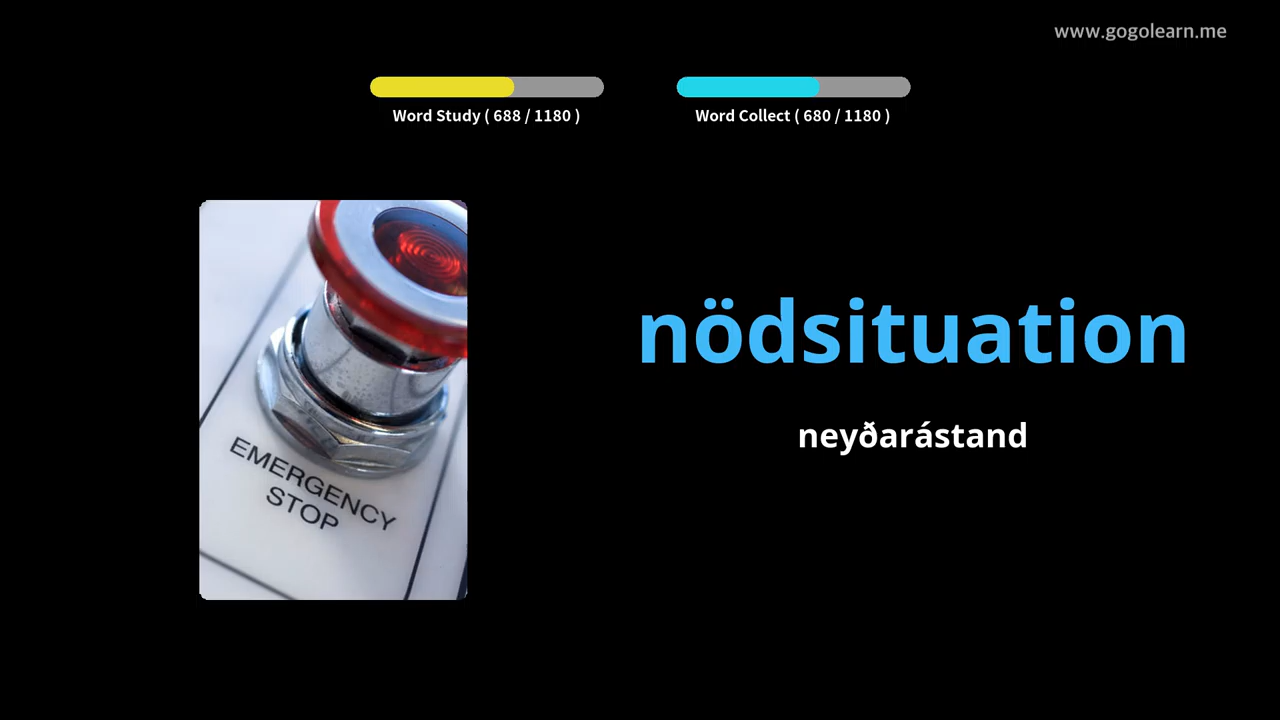 www.gogolearn.me
Word Study ( 688 / 1180 )
Word Collect ( 680 / 1180 )
nödsituation
neyðarástand
EMERGENCY
STOP